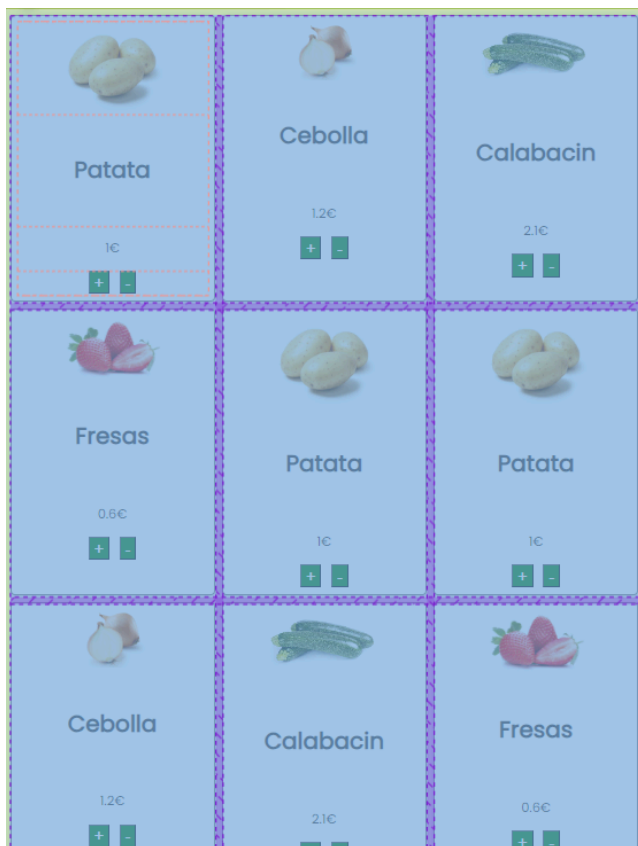 Patata
1€
+ -
Cebolla
1.2€
+ -
Calabacin
2.1€
+ -
Fresas
0.6€
+ -
Patata
1€
+ -
Patata
1€
+ -
Cebolla
1.2€
+ -
Calabacin
2.1€
Fresas
0.6€
+ -